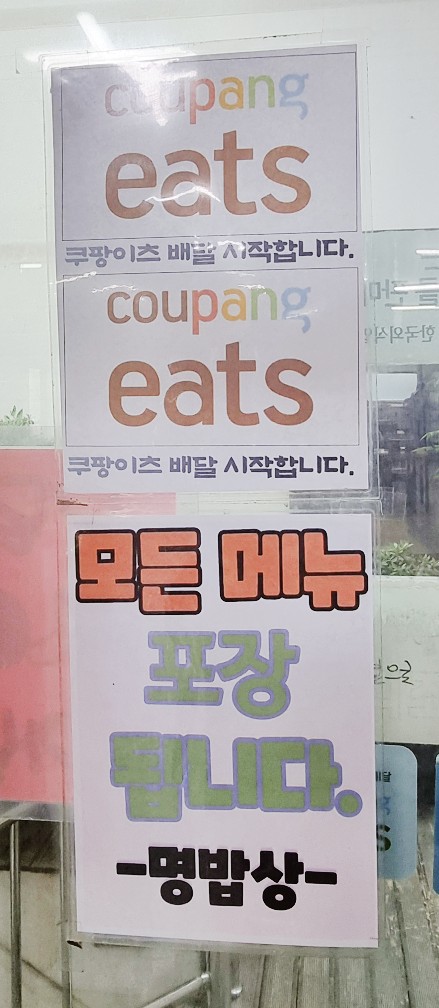 coupang
eats
쿠팡이츠 배달 시작합니다.
coupang
eats
쿠팡이츠 배달 시작합니다.
모든 메뉴
포장
됩니다.
-명밥상-